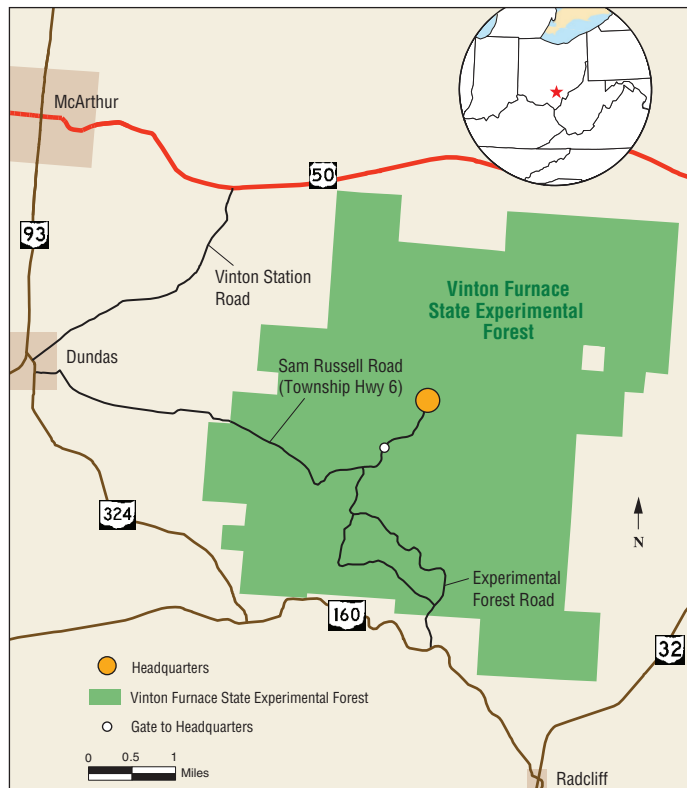 McArthur
50
93
Vinton Station
Road
Vinton Furnace
State Experimental
Forest
Dundas
Sam Russell Road
(Township Hwy 6)
324
N
Experimental
Forest Road
160
32
Headquarters
Vinton Furnace State Experimental Forest
Gate to Headquarters
0 0.5 1
Miles
Radcliff